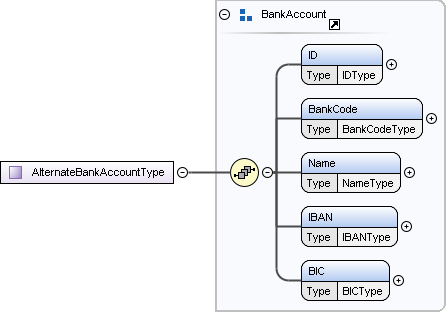 BankAccount
ID
Type IDType
BankCode
Type BankCodeType
AlternateBankAccountType
Name
Type NameType
IBAN
Type IBANType
BIC
Type BICType